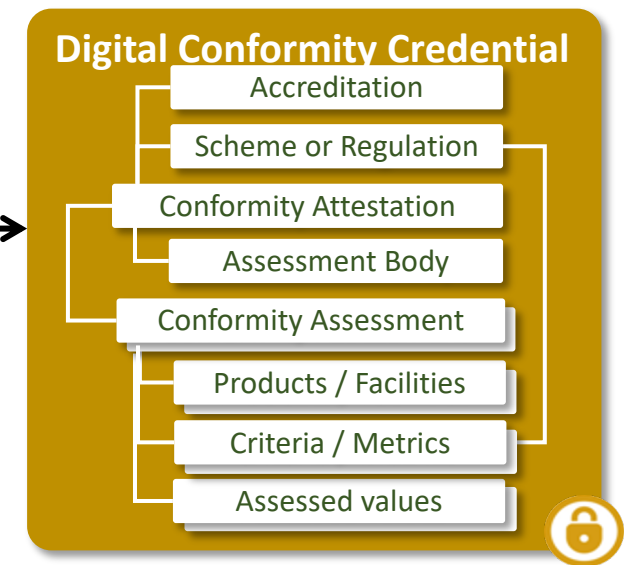 Digital Conformity Credential
Accreditation
Scheme or Regulation
Conformity Attestation
Assessment Body
Conformity Assessment
Products / Facilities
Criteria / Metrics
Assessed values